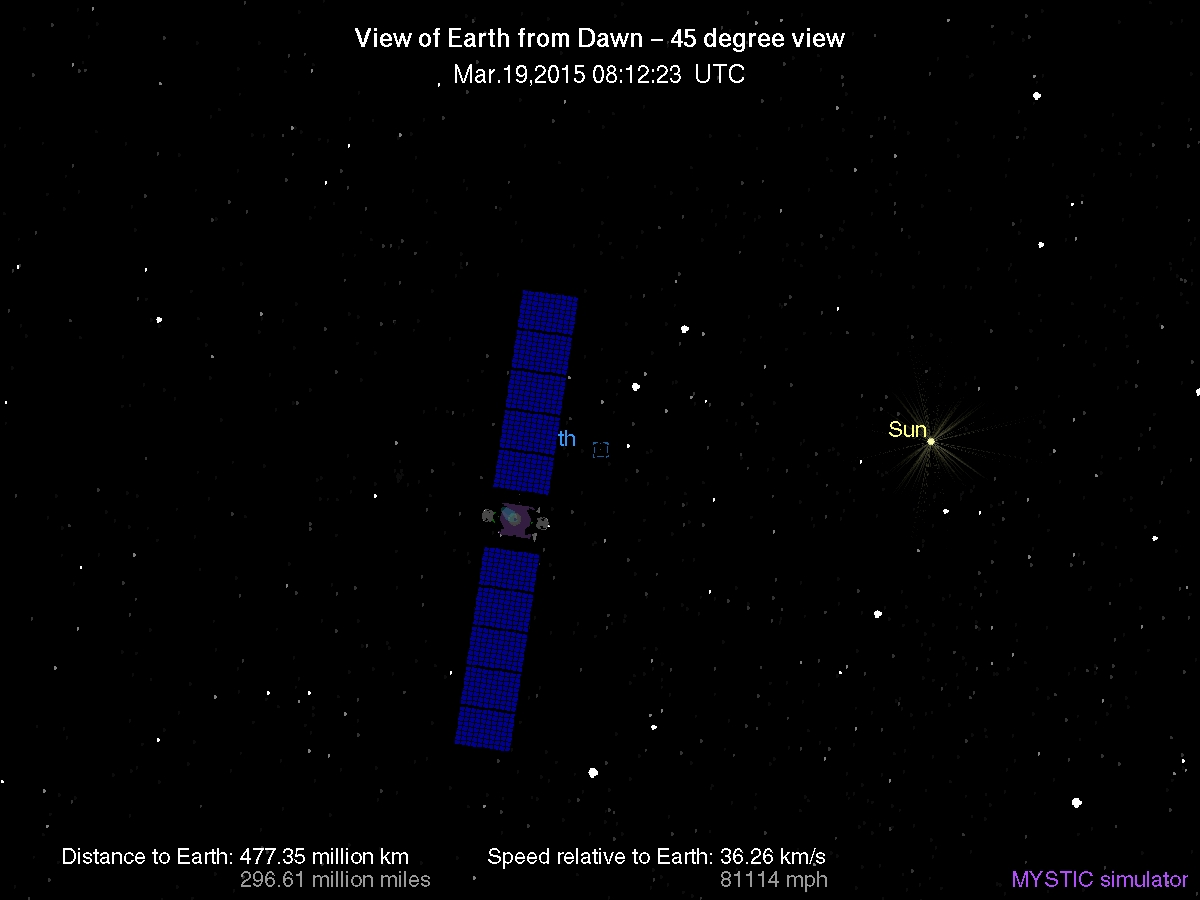 View of Earth from Dawn – 45 degree view
Mar.19,2015 08:12:23 UTC
Sun
th
Distance to Earth: 477.35 million km
296.61 million miles
Speed relative to Earth: 36.26 km/s
81114 mph
MYSTIC simulator